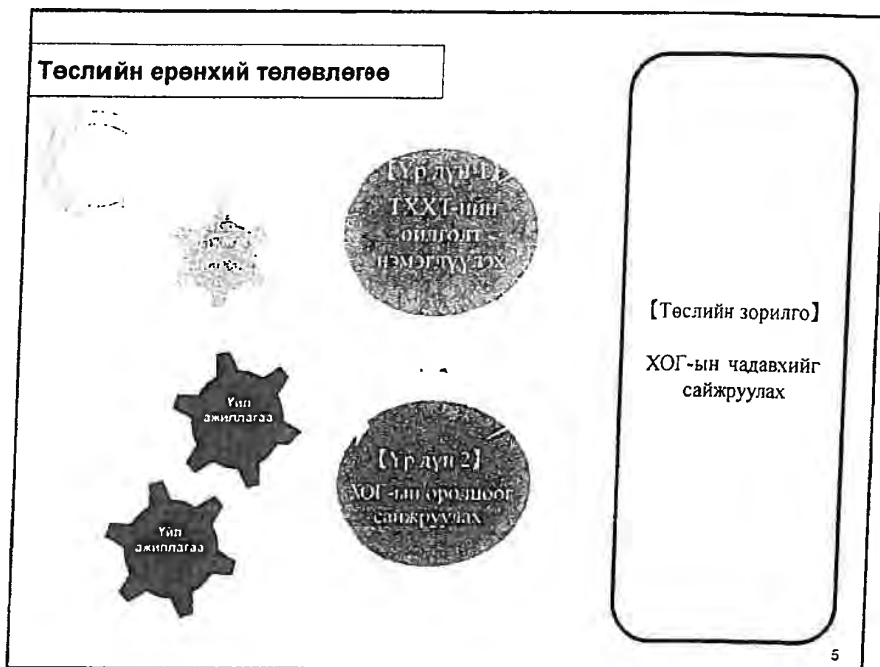 Төслийн ерөнхий төлөвлөгөө
【Үр дүн 1】
ТХХТ-ийн
ойлголт
нэмэгдүүлэх
Үйл
ажиллагаа
【Үр дүн 2】
ХОГ-ын оролцоог
сайжруулах
Үйл
ажиллагаа
【Төслийн зорилго】
ХОГ-ын чадавхийг
сайжруулах
5